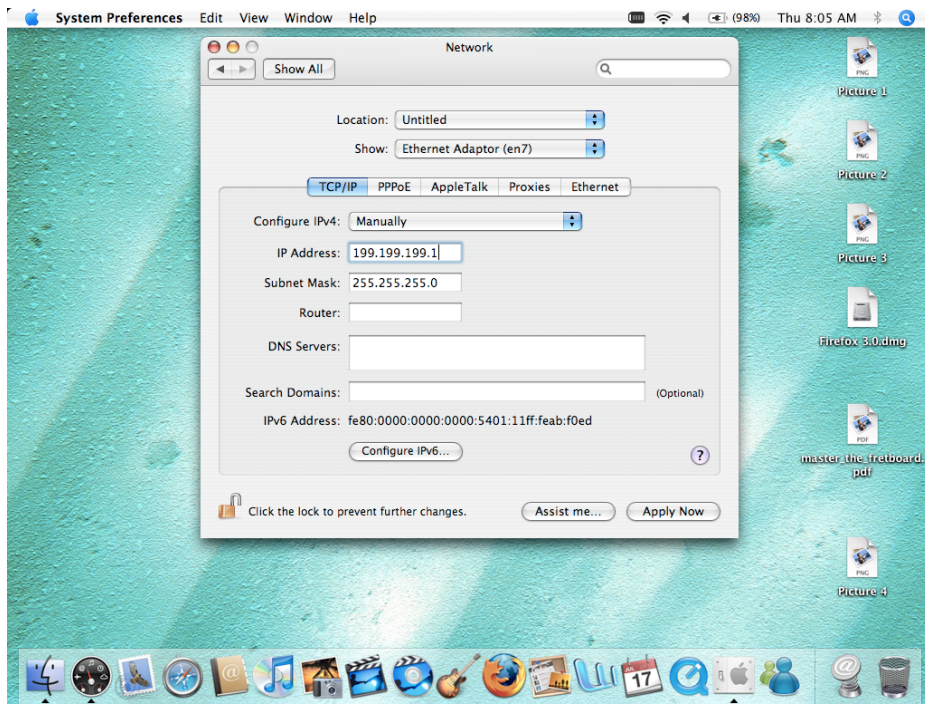 System Preferences Edit View Window Help (98%) Thu 8:05 AM
Network
Show All
Location: Untitled
Show: Ethernet Adaptor (en7)
TCP/IP PPPoE AppleTalk Proxies Ethernet
Configure IPv4: Manually
IP Address: 199.199.199.1
Subnet Mask: 255.255.255.0
Router:
DNS Servers:
Search Domains: (Optional)
IPv6 Address: fe80:0000:0000:0000:5401:11ff:feab:f0ed
Configure IPv6...
?
Click the lock to prevent further changes.
Assist me... Apply Now
PNG
Picture 1
PNG
Picture 2
PNG
Picture 3
Firefox 3.0.dmg
PDF
master_the_fretboard.
pdf
PNG
Picture 4
JUL
17